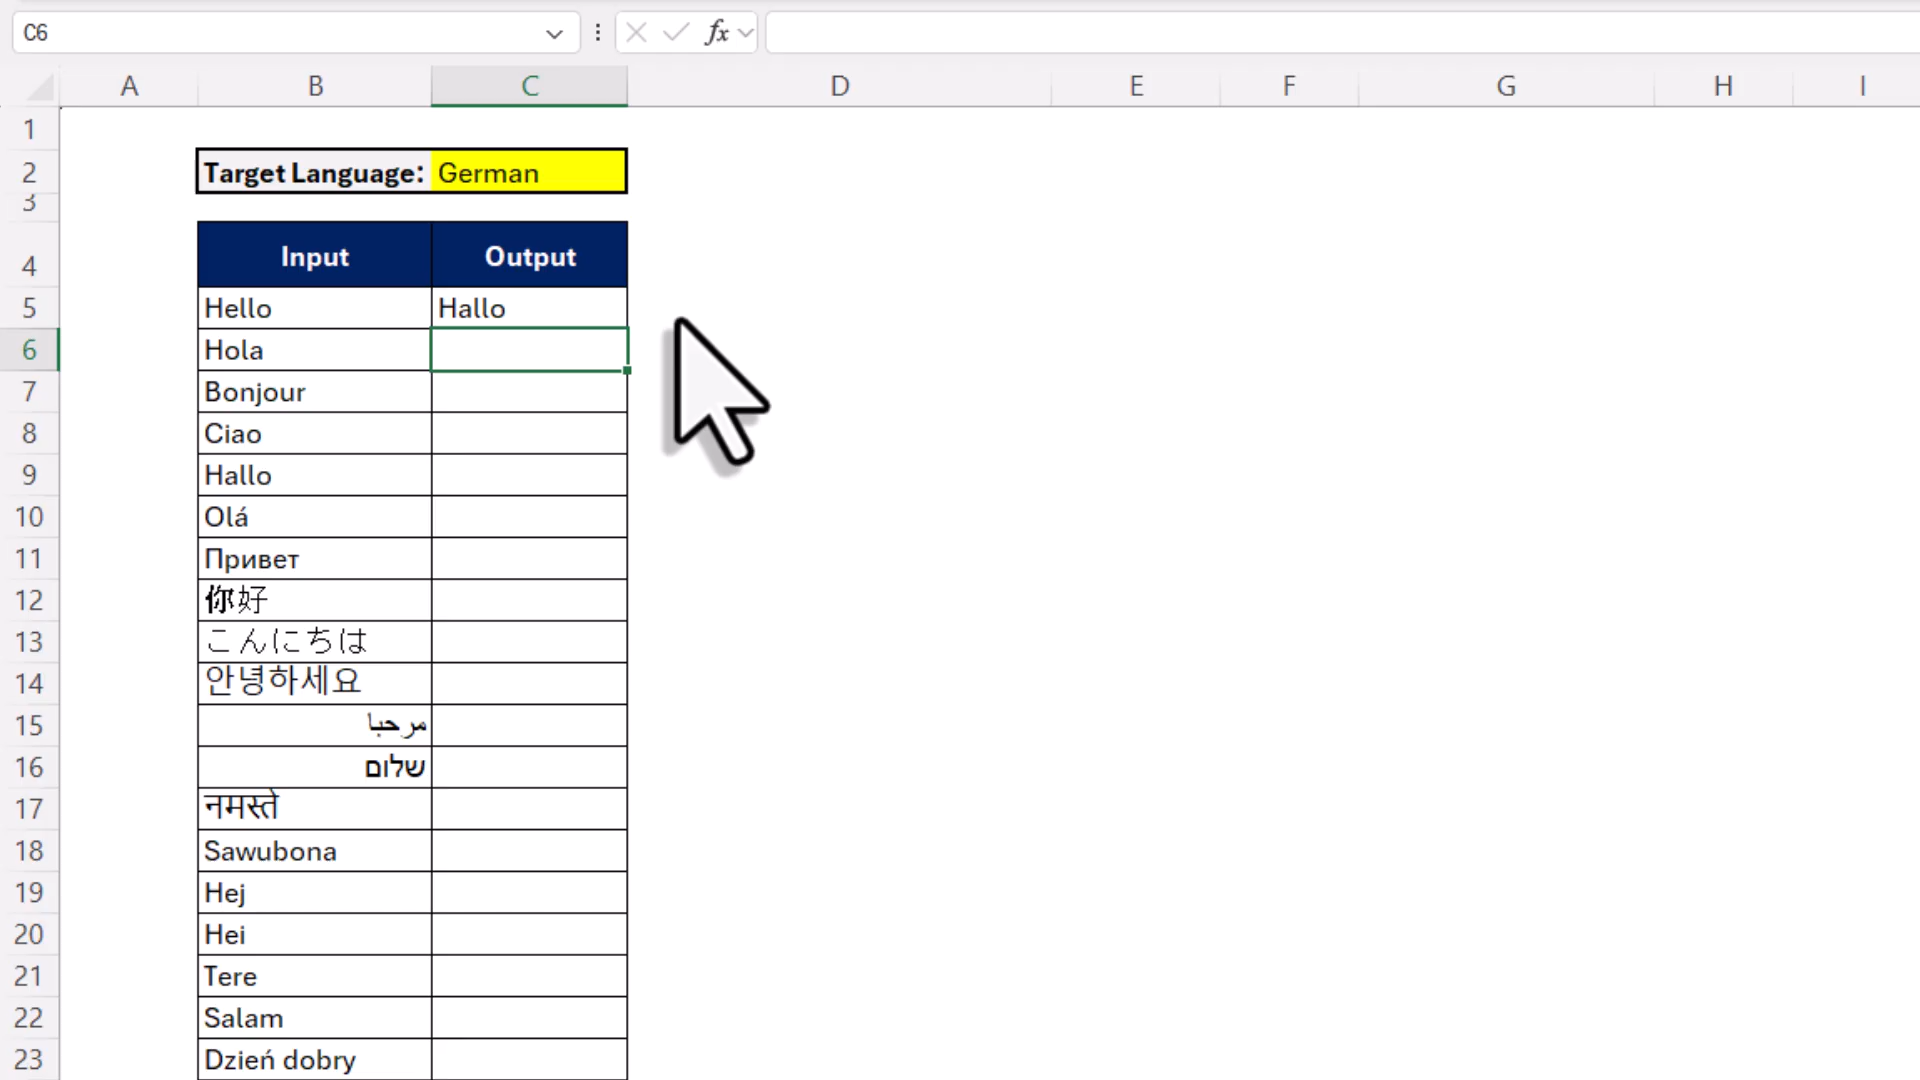 C6
fx
A B C D E F G H I
1
2 Target Language: German
3
4 Input Output
5 Hello Hallo
6 Hola
7 Bonjour
8 Ciao
9 Hallo
10 Olá
11 Привет
12 你好
13 こんにちは
14 안녕하세요
15 مرحبا
16 שלום
17 नमस्ते
18 Sawubona
19 Hej
20 Hei
21 Tere
22 Salam
23 Dzień dobry